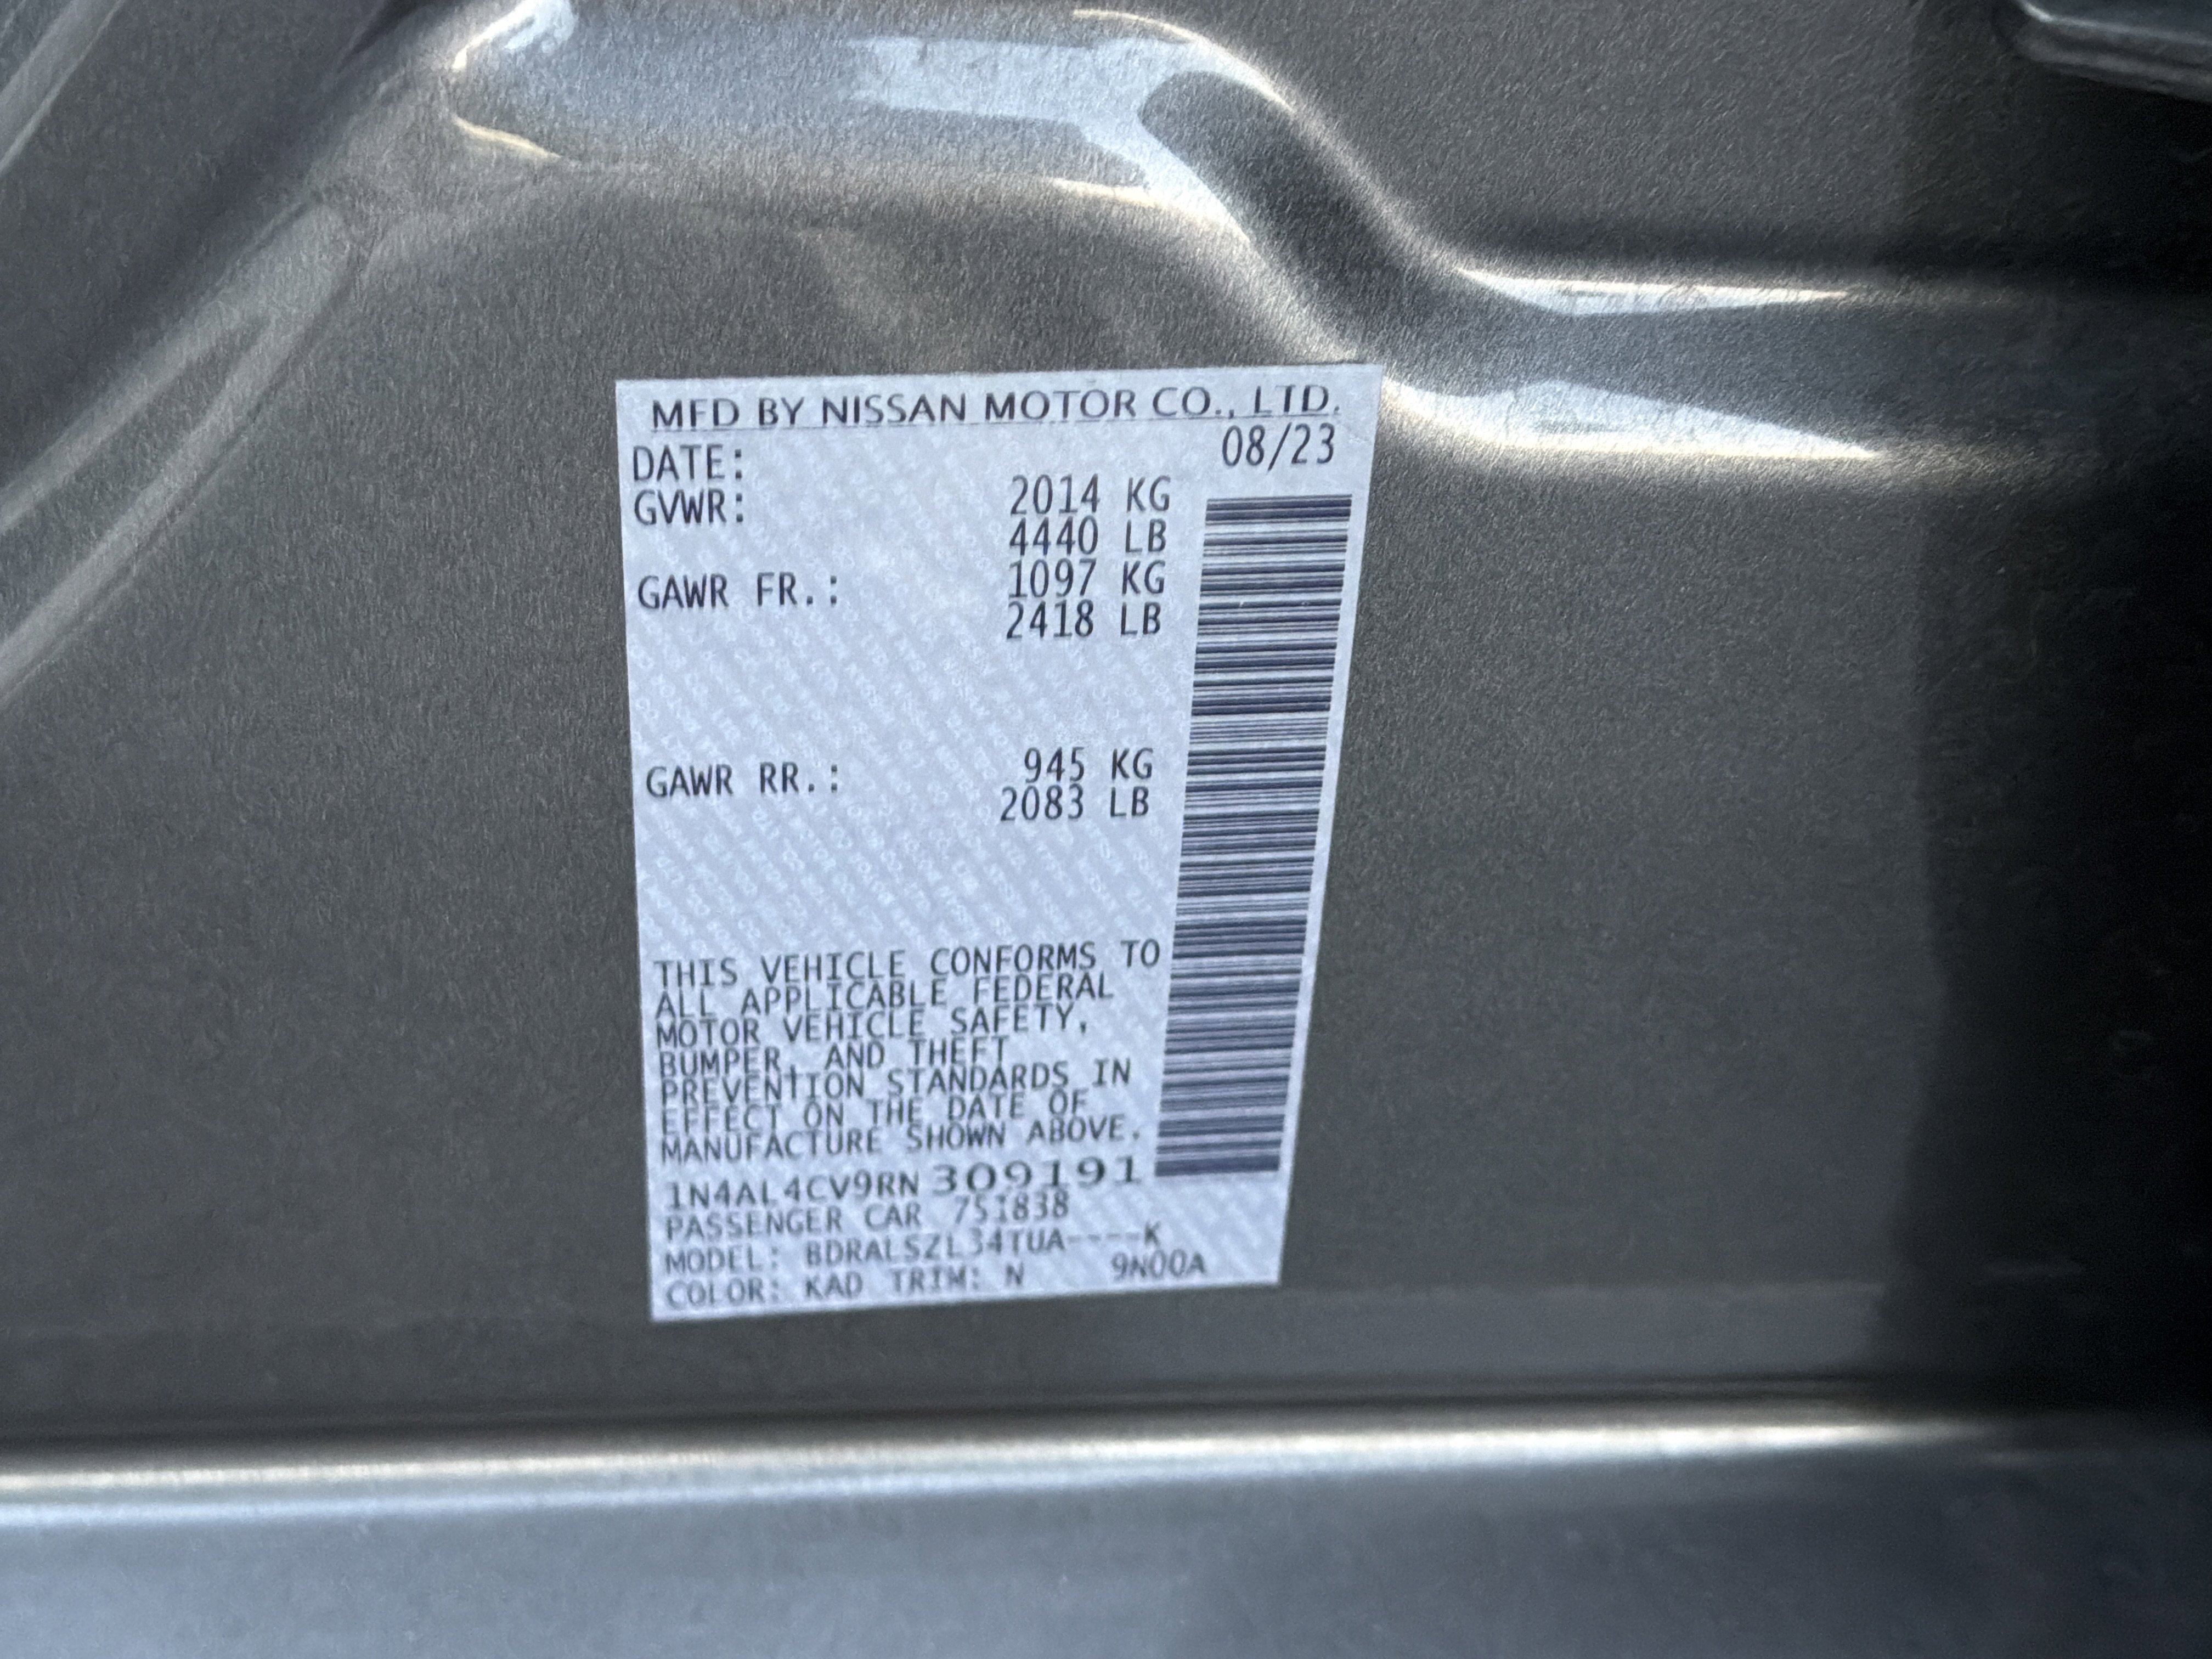 MFD BY NISSAN MOTOR CO., LTD.
DATE: 08/23
GVWR: 2014 KG
4440 LB
GAWR FR.: 1097 KG
2418 LB
GAWR RR.: 945 KG
2083 LB
THIS VEHICLE CONFORMS TO
ALL APPLICABLE FEDERAL
MOTOR VEHICLE SAFETY,
BUMPER, AND THEFT
PREVENTION STANDARDS IN
EFFECT ON THE DATE OF
MANUFACTURE SHOWN ABOVE.
1N4AL4CV9RN309191
PASSENGER CAR 751838
MODEL: BDRALSZL34TUA----K
COLOR: KAD TRIM: N 9N00A